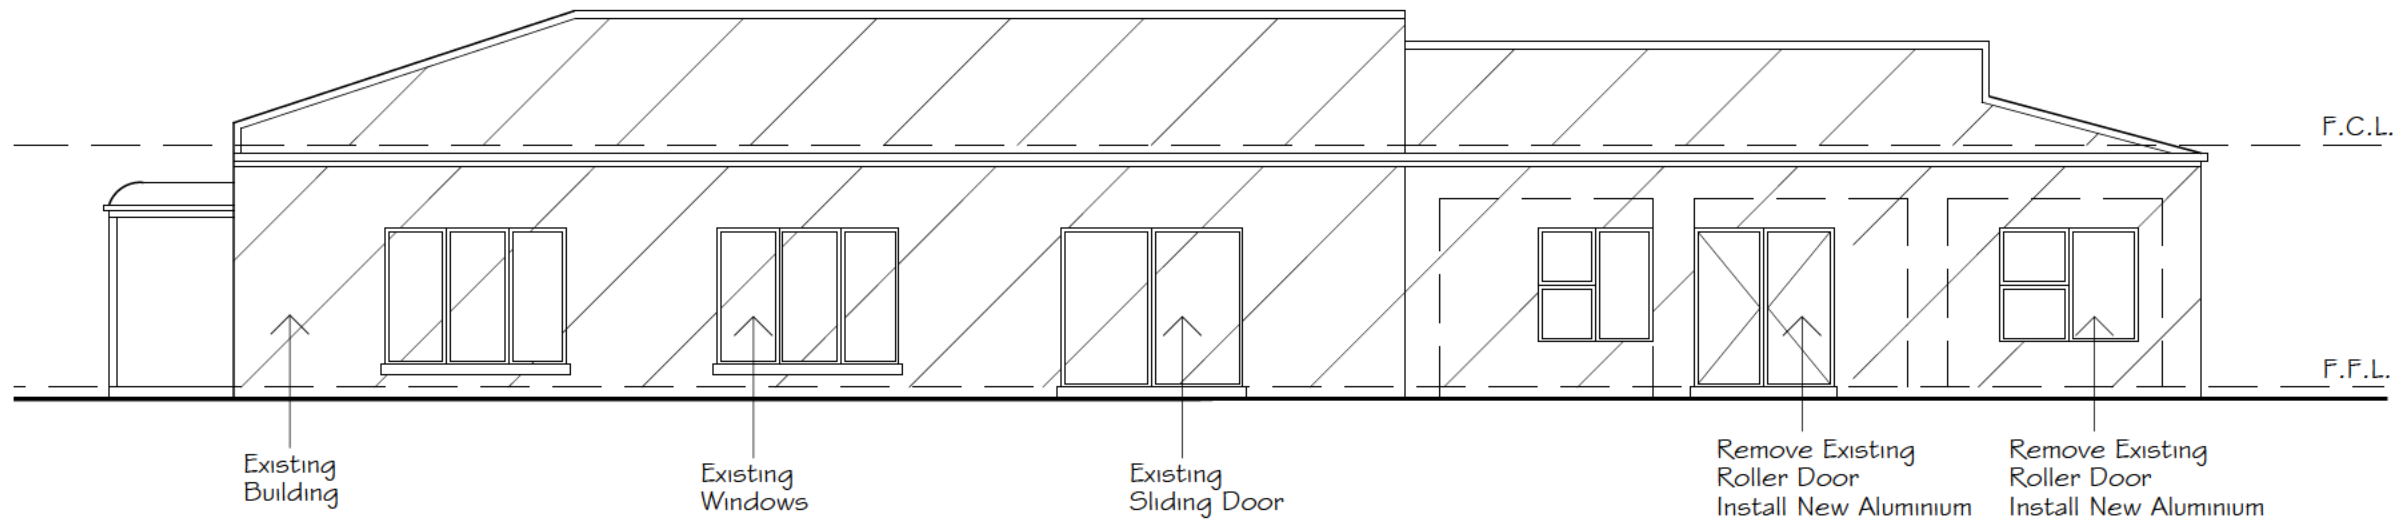 F.C.L.
F.F.L.
Existing
Building
Existing
Windows
Existing
Sliding Door
Remove Existing
Roller Door
Install New Aluminium
Remove Existing
Roller Door
Install New Aluminium